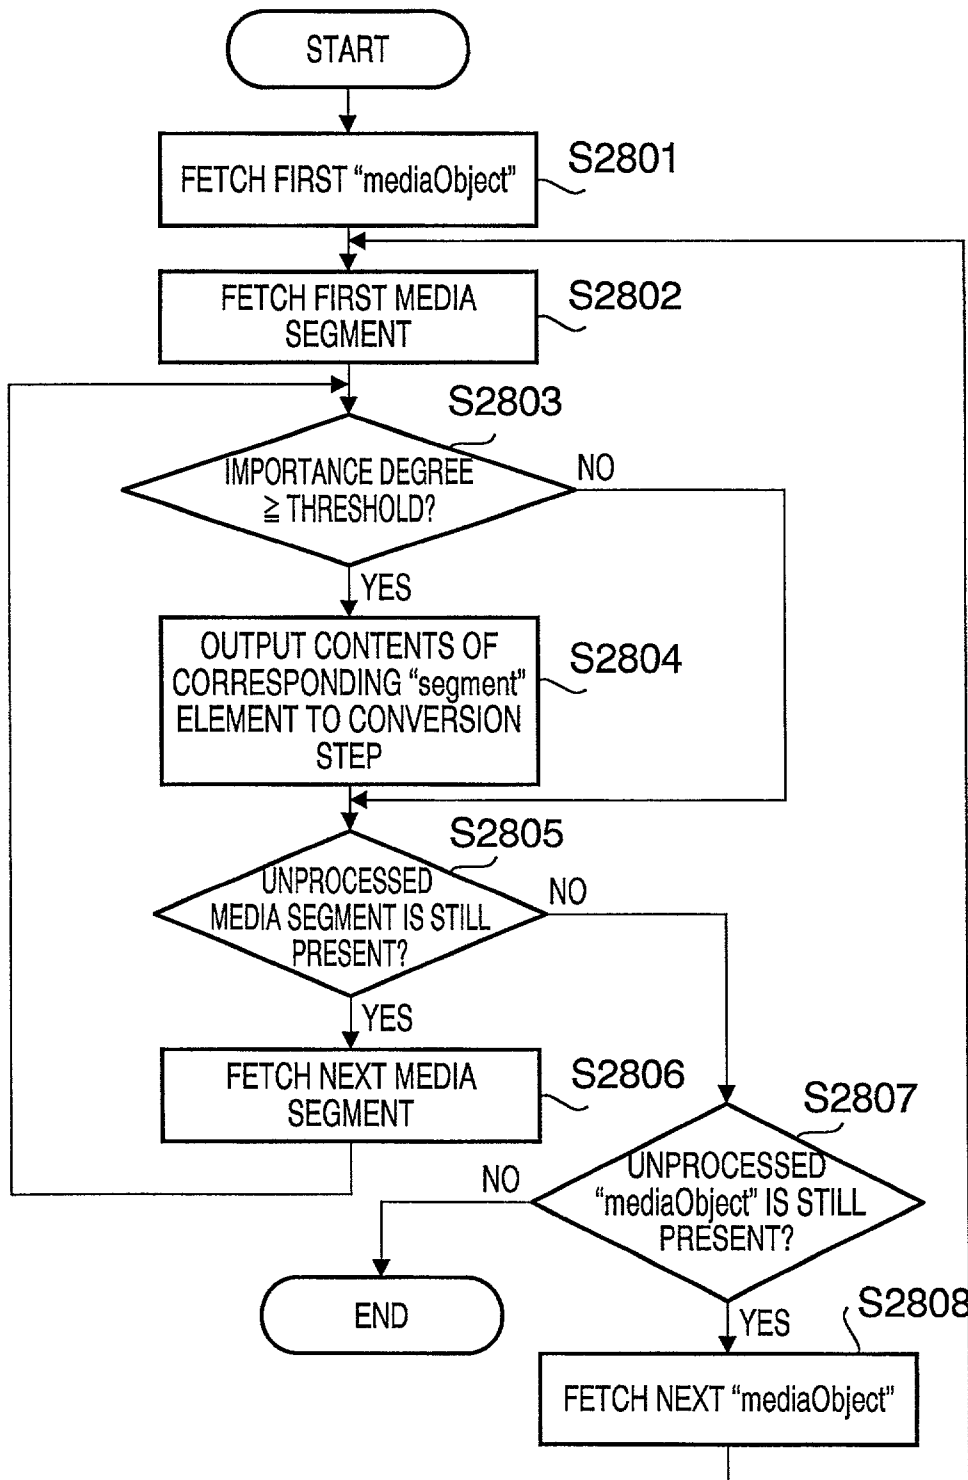 START
FETCH FIRST “mediaObject”
S2801
FETCH FIRST MEDIA
SEGMENT
S2802
S2803
IMPORTANCE DEGREE
≧ THRESHOLD?
NO
YES
OUTPUT CONTENTS OF
CORRESPONDING “segment”
ELEMENT TO CONVERSION
STEP
S2804
S2805
UNPROCESSED
MEDIA SEGMENT IS STILL
PRESENT?
NO
YES
FETCH NEXT MEDIA
SEGMENT
S2806
S2807
UNPROCESSED
“mediaObject” IS STILL
PRESENT?
NO
END
YES
S2808
FETCH NEXT “mediaObject”